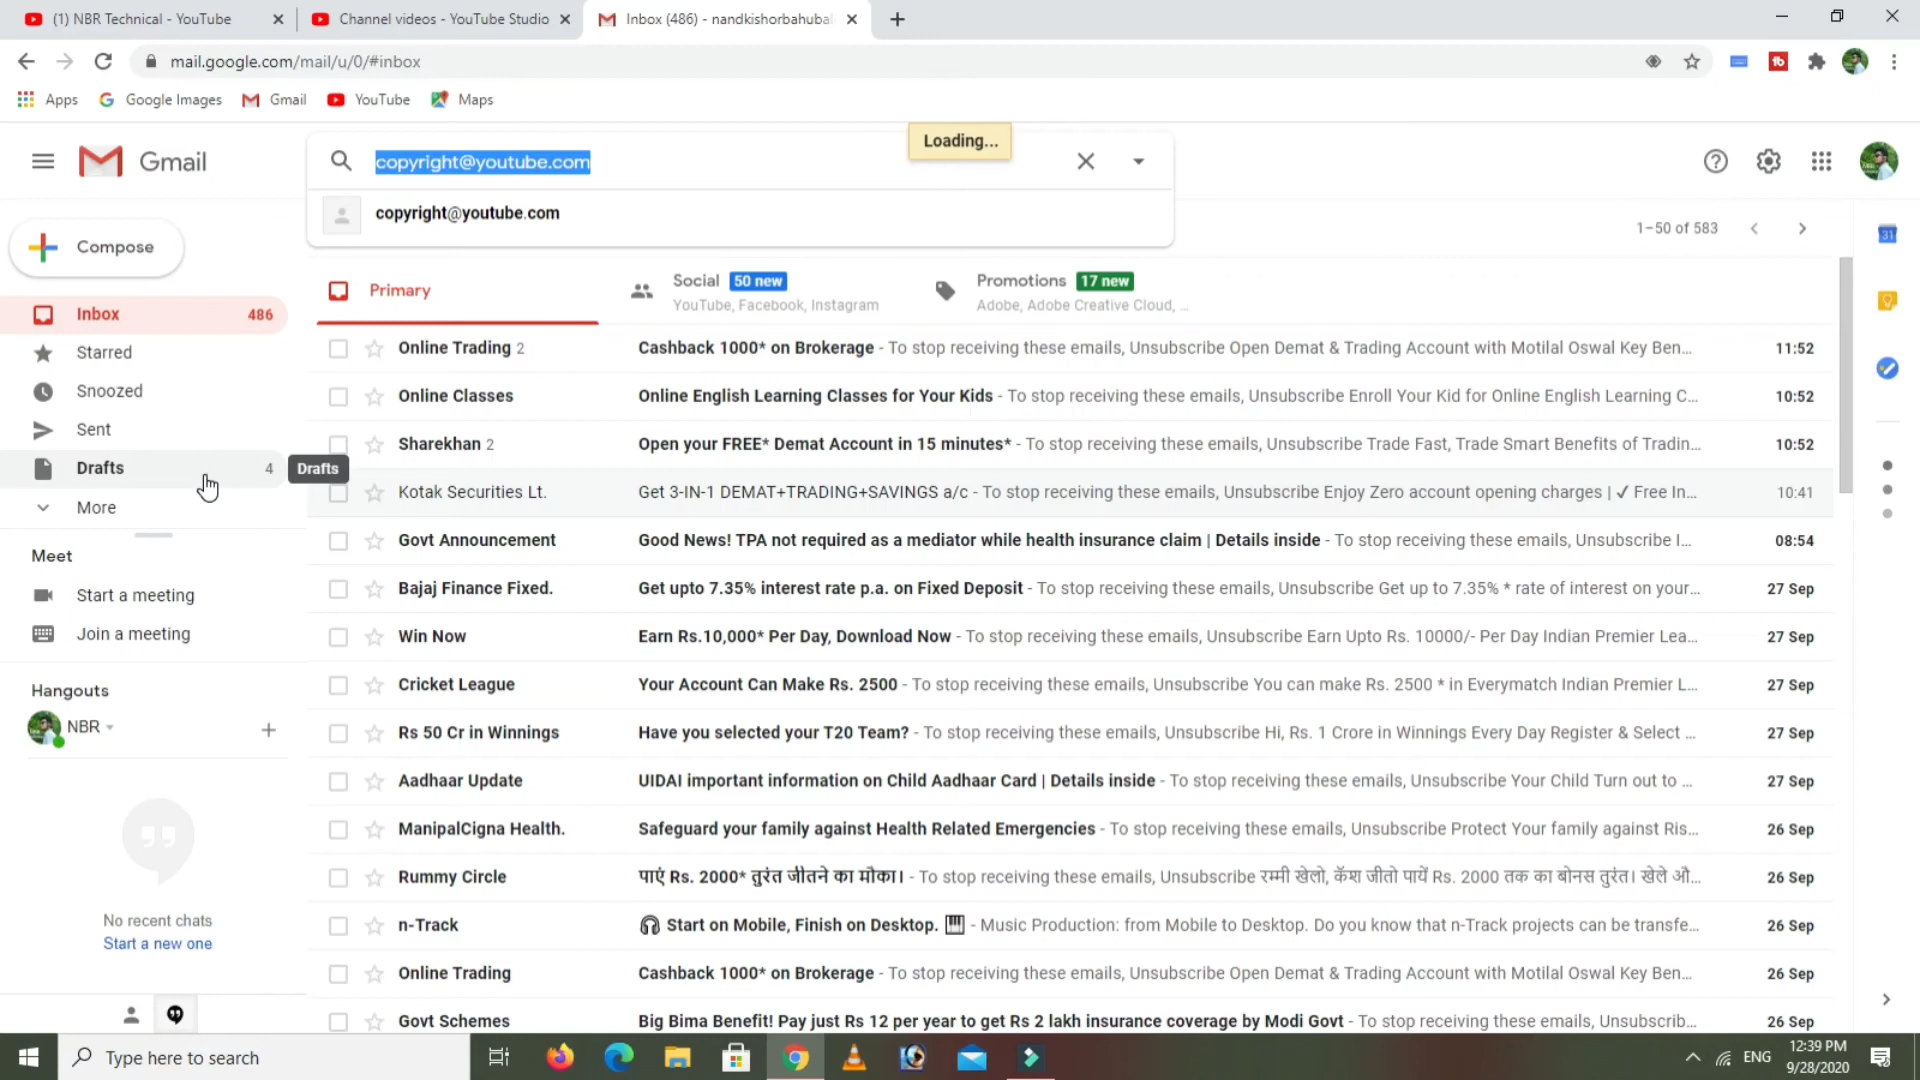 (1) NBR Technical - YouTube
Channel videos - YouTube Studio
Inbox (486) - nandkishorbahubal
mail.google.com/mail/u/0/#inbox
Apps
Google Images
Gmail
YouTube
Maps
Loading...
Gmail
copyright@youtube.com
copyright@youtube.com
Compose
1–50 of 583
31
Primary
Social 50 new
YouTube, Facebook, Instagram
Promotions 17 new
Adobe, Adobe Creative Cloud, ...
Inbox 486
Starred
Snoozed
Sent
Drafts 4
Drafts
More
Meet
Start a meeting
Join a meeting
Hangouts
NBR
No recent chats
Start a new one
Online Trading 2 Cashback 1000* on Brokerage - To stop receiving these emails, Unsubscribe Open Demat & Trading Account with Motilal Oswal Key Ben... 11:52
Online Classes Online English Learning Classes for Your Kids - To stop receiving these emails, Unsubscribe Enroll Your Kid for Online English Learning C... 10:52
Sharekhan 2 Open your FREE* Demat Account in 15 minutes* - To stop receiving these emails, Unsubscribe Trade Fast, Trade Smart Benefits of Tradin... 10:52
Kotak Securities Lt. Get 3-IN-1 DEMAT+TRADING+SAVINGS a/c - To stop receiving these emails, Unsubscribe Enjoy Zero account opening charges | ✓ Free In... 10:41
Govt Announcement Good News! TPA not required as a mediator while health insurance claim | Details inside - To stop receiving these emails, Unsubscribe I... 08:54
Bajaj Finance Fixed. Get upto 7.35% interest rate p.a. on Fixed Deposit - To stop receiving these emails, Unsubscribe Get up to 7.35% * rate of interest on your... 27 Sep
Win Now Earn Rs.10,000* Per Day, Download Now - To stop receiving these emails, Unsubscribe Earn Upto Rs. 10000/- Per Day Indian Premier Lea... 27 Sep
Cricket League Your Account Can Make Rs. 2500 - To stop receiving these emails, Unsubscribe You can make Rs. 2500 * in Everymatch Indian Premier L... 27 Sep
Rs 50 Cr in Winnings Have you selected your T20 Team? - To stop receiving these emails, Unsubscribe Hi, Rs. 1 Crore in Winnings Every Day Register & Select ... 27 Sep
Aadhaar Update UIDAI important information on Child Aadhaar Card | Details inside - To stop receiving these emails, Unsubscribe Your Child Turn out to ... 27 Sep
ManipalCigna Health. Safeguard your family against Health Related Emergencies - To stop receiving these emails, Unsubscribe Protect Your family against Ris... 26 Sep
Rummy Circle पाएं Rs. 2000* तुरंत जीतने का मौका। - To stop receiving these emails, Unsubscribe रम्मी खेलो, कॅश जीतो पायें Rs. 2000 तक का बोनस तुरंत। खेले औ... 26 Sep
n-Track 🎧 Start on Mobile, Finish on Desktop. 🎹 - Music Production: from Mobile to Desktop. Do you know that n-Track projects can be transfe... 26 Sep
Online Trading Cashback 1000* on Brokerage - To stop receiving these emails, Unsubscribe Open Demat & Trading Account with Motilal Oswal Key Ben... 26 Sep
Govt Schemes Big Bima Benefit! Pay just Rs 12 per year to get Rs 2 lakh insurance coverage by Modi Govt - To stop receiving these emails, Unsubscrib... 26 Sep
Type here to search
ENG
12:39 PM
9/28/2020